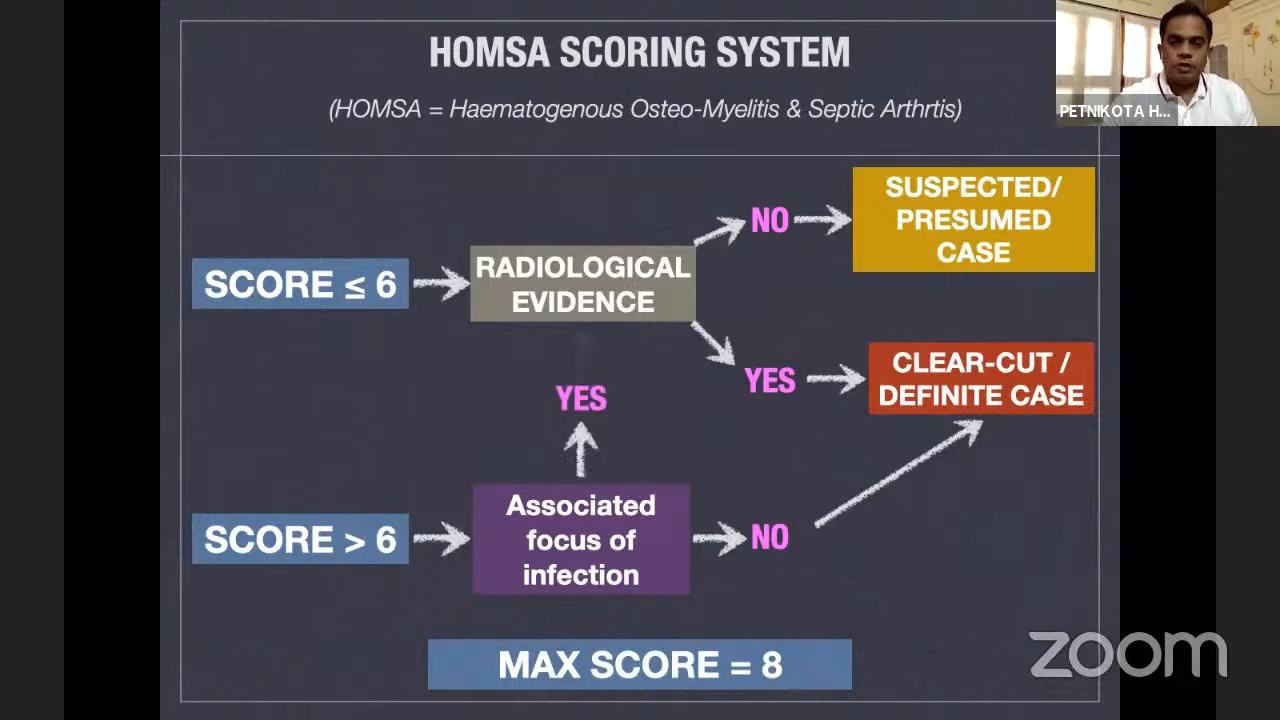 HOMSA SCORING SYSTEM
(HOMSA = Haematogenous Osteo-Myelitis & Septic Arthrtis)
PETNIKOTA H...
SCORE ≤ 6
RADIOLOGICAL
EVIDENCE
NO
SUSPECTED/
PRESUMED
CASE
YES
CLEAR-CUT /
DEFINITE CASE
YES
SCORE > 6
Associated
focus of
infection
NO
MAX SCORE = 8
zoom